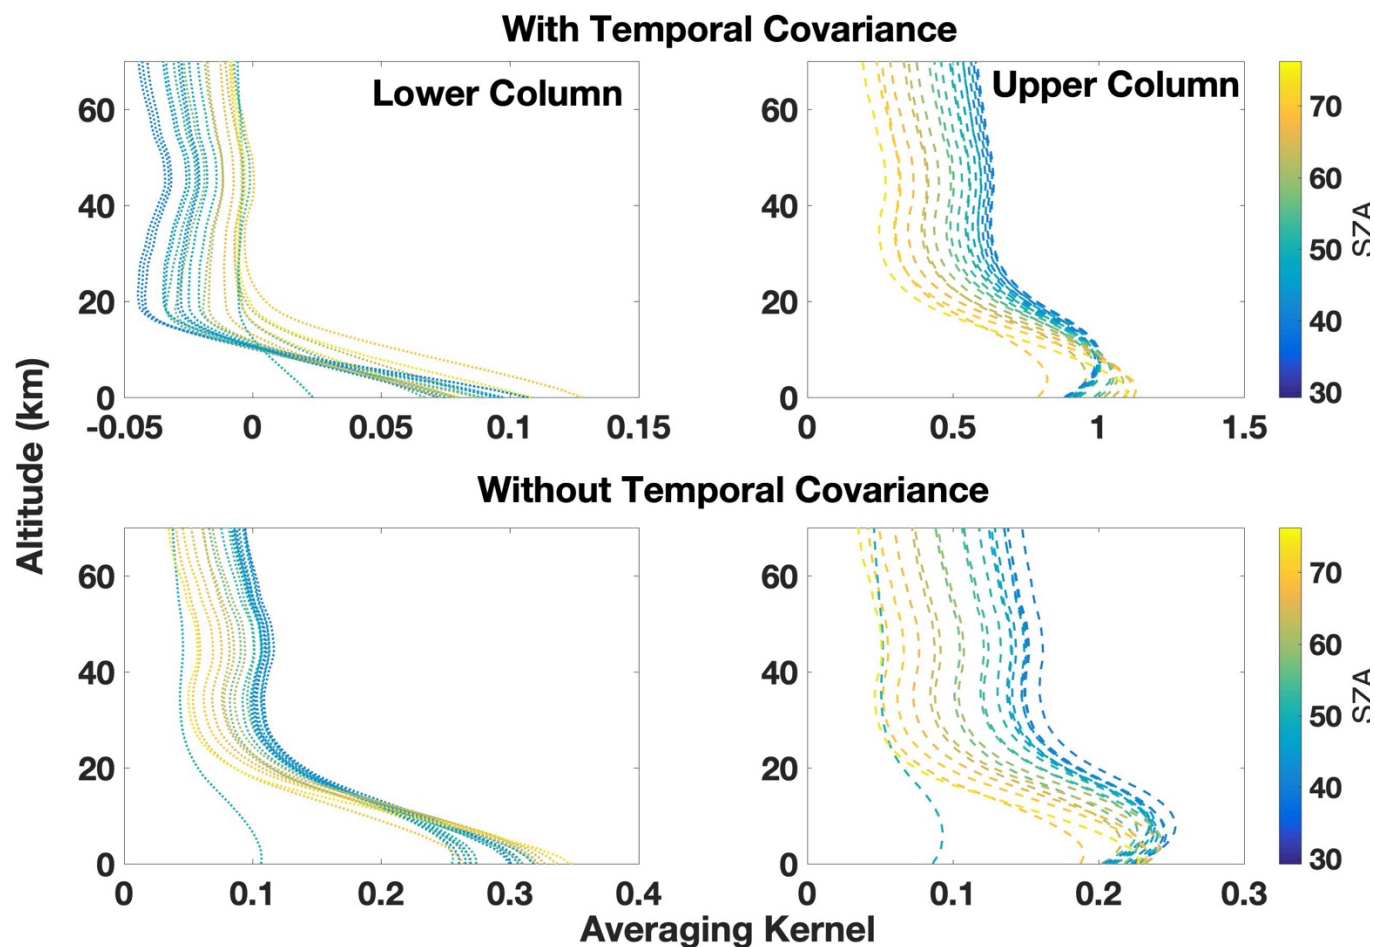 With Temporal Covariance
Lower Column
Upper Column
60
40
20
0
-0.05 0 0.05 0.1 0.15
60
40
20
0
0 0.5 1 1.5
70
60
50
40
30
SZA
Altitude (km)
Without Temporal Covariance
60
40
20
0
0 0.1 0.2 0.3 0.4
60
40
20
0
0 0.1 0.2 0.3
70
60
50
40
30
SZA
Averaging Kernel